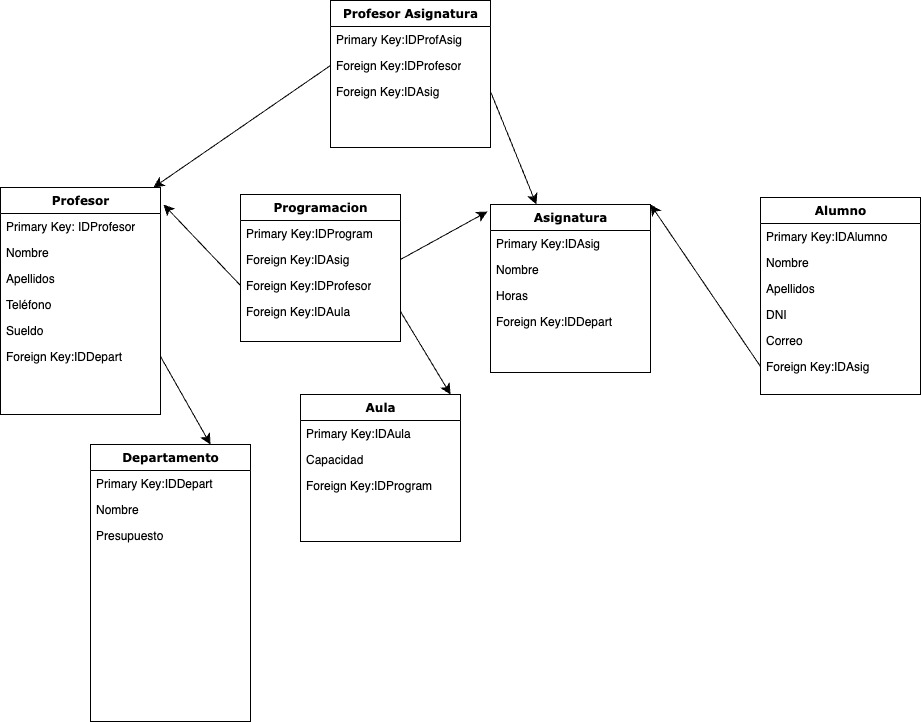 Profesor Asignatura
Primary Key:IDProfAsig
Foreign Key:IDProfesor
Foreign Key:IDAsig
Profesor
Primary Key: IDProfesor
Nombre
Apellidos
Teléfono
Sueldo
Foreign Key:IDDepart
Programacion
Primary Key:IDProgram
Foreign Key:IDAsig
Foreign Key:IDProfesor
Foreign Key:IDAula
Asignatura
Primary Key:IDAsig
Nombre
Horas
Foreign Key:IDDepart
Alumno
Primary Key:IDAlumno
Nombre
Apellidos
DNI
Correo
Foreign Key:IDAsig
Aula
Primary Key:IDAula
Capacidad
Foreign Key:IDProgram
Departamento
Primary Key:IDDepart
Nombre
Presupuesto